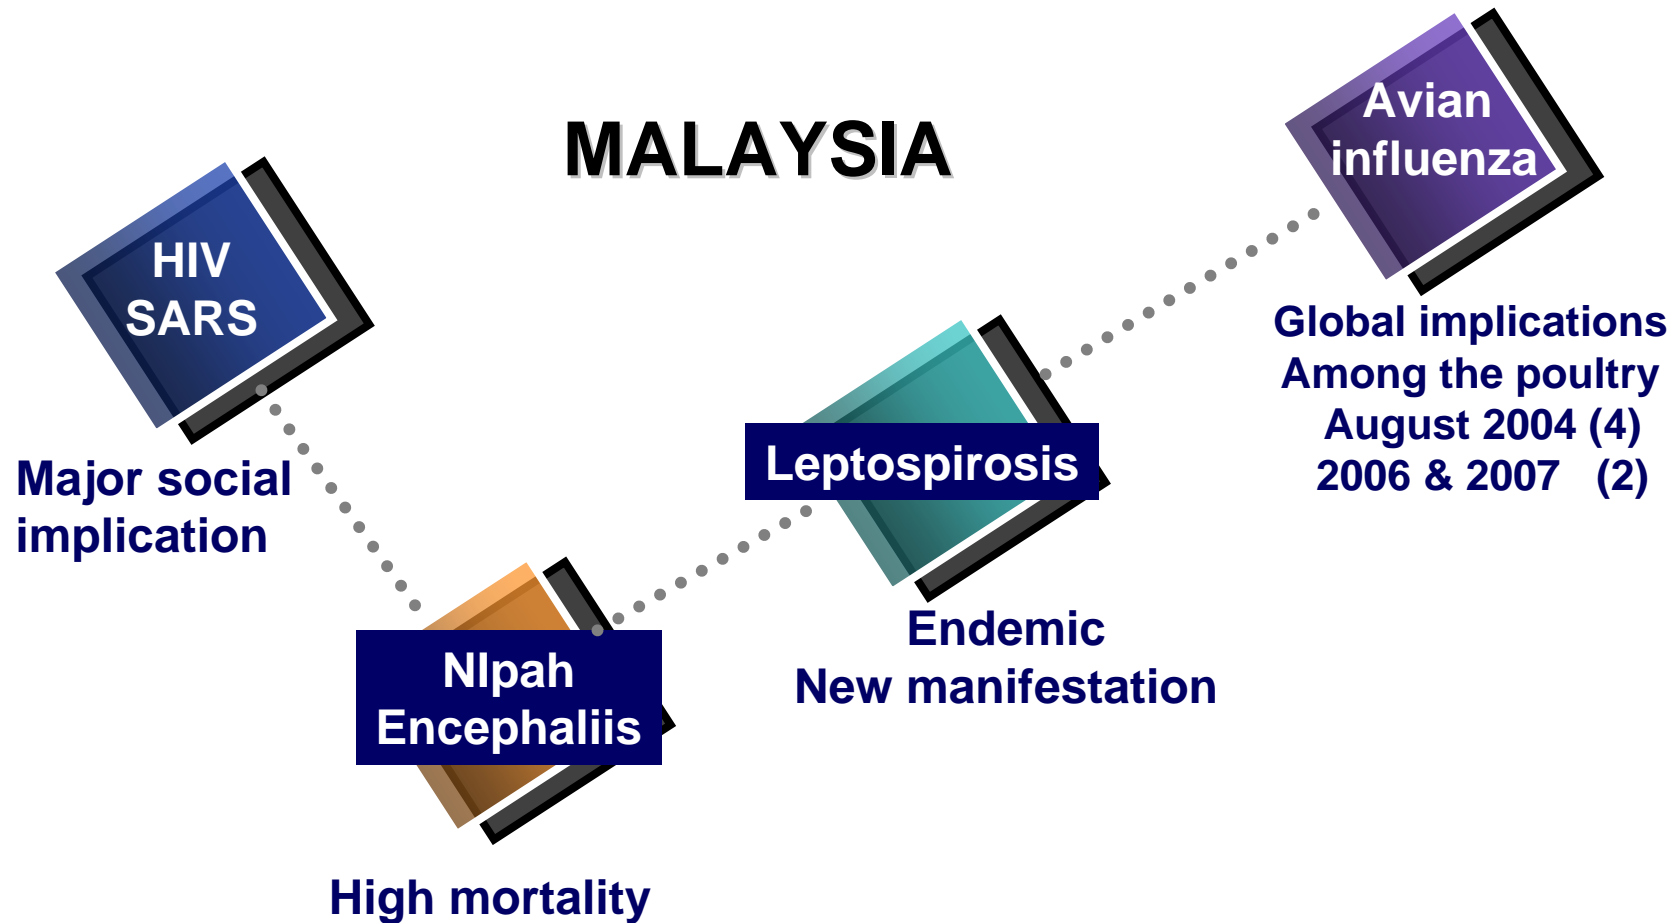 MALAYSIA
HIV
SARS
Major social
implication
NIpah
Encephaliis
High mortality
Leptospirosis
Endemic
New manifestation
Avian
influenza
Global implications
Among the poultry
August 2004 (4)
2006 & 2007 (2)